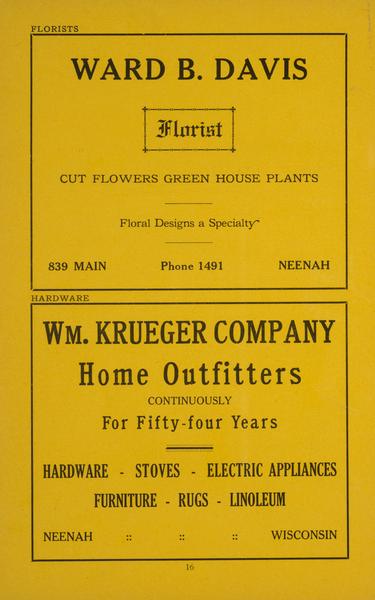 FLORISTS
WARD B. DAVIS
Florist
CUT FLOWERS GREEN HOUSE PLANTS
Floral Designs a Specialty
839 MAIN Phone 1491 NEENAH
HARDWARE
WM. KRUEGER COMPANY
Home Outfitters
CONTINUOUSLY
For Fifty-four Years
HARDWARE - STOVES - ELECTRIC APPLIANCES
FURNITURE - RUGS - LINOLEUM
NEENAH :: :: :: WISCONSIN
16